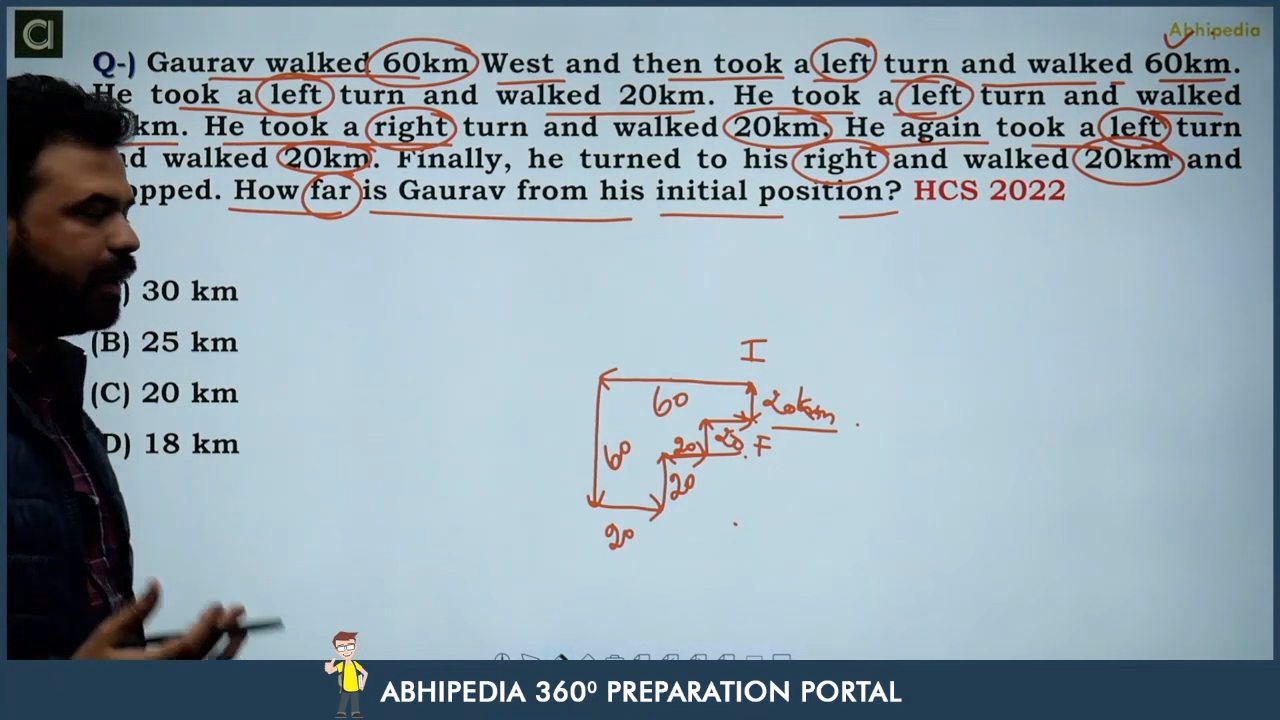 Abhipedia
Q-) Gaurav walked 60km West and then took a left turn and walked 60km.
He took a left turn and walked 20km. He took a left turn and walked
km. He took a right turn and walked 20km. He again took a left turn
walked 20km. Finally, he turned to his right and walked 20km and
How far is Gaurav from his initial position? HCS 2022
) 30 km
(B) 25 km
(C) 20 km
D) 18 km
I
60
20km
60
20
20
F
20
20
ABHIPEDIA 360⁰ PREPARATION PORTAL